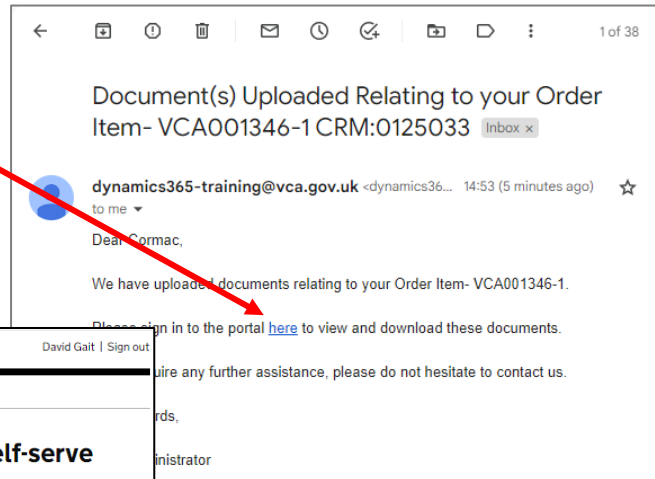 1 of 38
Document(s) Uploaded Relating to your Order
Item- VCA001346-1 CRM:0125033 Inbox ×
dynamics365-training@vca.gov.uk <dynamics36... 14:53 (5 minutes ago)
to me
Dear Cormac,
We have uploaded documents relating to your Order Item- VCA001346-1.
Please sign in to the portal here to view and download these documents.
David Gait | Sign out
uire any further assistance, please do not hesitate to contact us.
rds,
elf-serve
inistrator